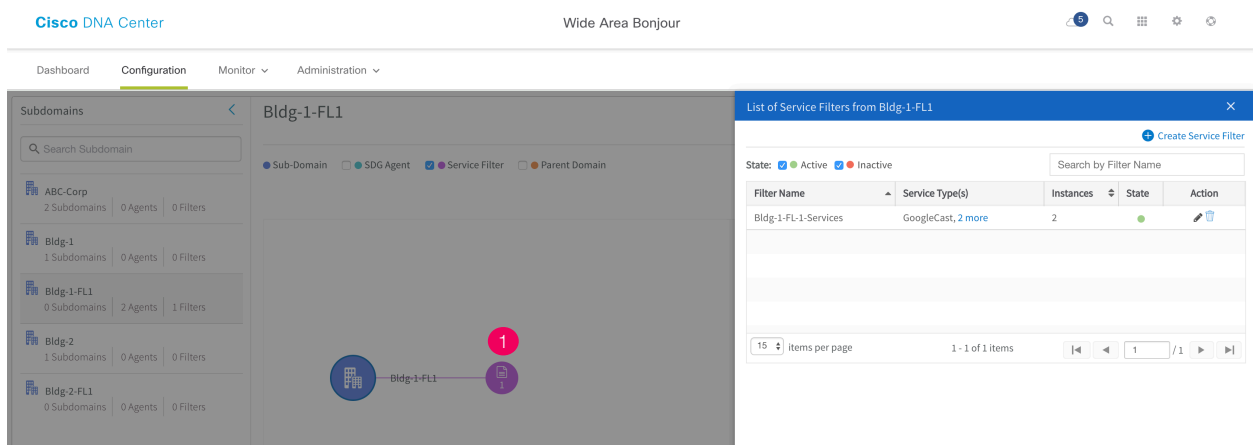 Cisco DNA Center
Wide Area Bonjour
5
Dashboard
Configuration
Monitor
Administration
Subdomains
Search Subdomain
ABC-Corp
2 Subdomains
0 Agents
0 Filters
Bldg-1
1 Subdomains
0 Agents
0 Filters
Bldg-1-FL1
0 Subdomains
2 Agents
1 Filters
Bldg-2
1 Subdomains
0 Agents
0 Filters
Bldg-2-FL1
0 Subdomains
0 Agents
0 Filters
Bldg-1-FL1
Sub-Domain
SDG Agent
Service Filter
Parent Domain
1
Bldg-1-FL1
1
List of Service Filters from Bldg-1-FL1
Create Service Filter
State:
Active
Inactive
Search by Filter Name
Filter Name
Service Type(s)
Instances
State
Action
Bldg-1-FL-1-Services
GoogleCast, 2 more
2
15
items per page
1 - 1 of 1 items
1
/ 1